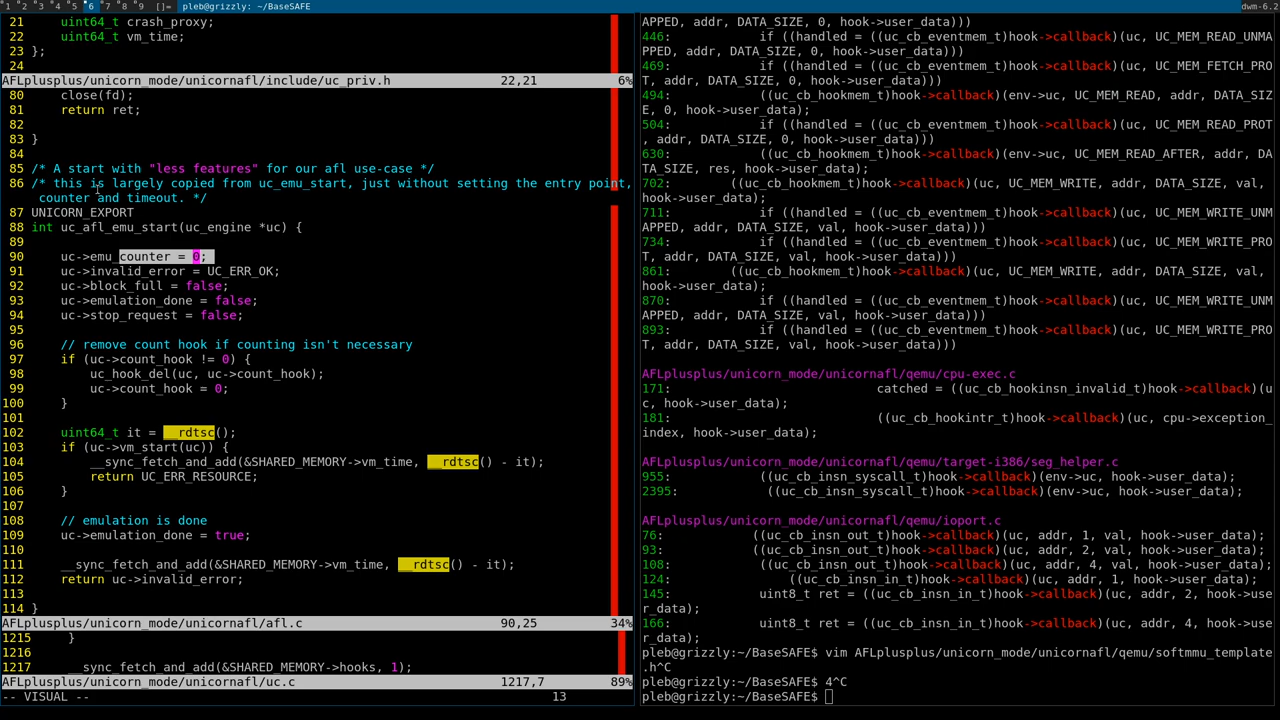 1 2 3 4 5 6 7 8 9 []= pleb@grizzly: ~/BaseSAFE dwm-6.2
21     uint64_t crash_proxy;
22     uint64_t vm_time;
23 };
24
AFLplusplus/unicorn_mode/unicornafl/include/uc_priv.h 22,21 6%
80     close(fd);
81     return ret;
82
83 }
84
85 /* A start with "less features" for our afl use-case */
86 /* this is largely copied from uc_emu_start, just without setting the entry point,
 counter and timeout. */
87 UNICORN_EXPORT
88 int uc_afl_emu_start(uc_engine *uc) {
89
90     uc->emu_counter = 0;
91     uc->invalid_error = UC_ERR_OK;
92     uc->block_full = false;
93     uc->emulation_done = false;
94     uc->stop_request = false;
95
96     // remove count hook if counting isn't necessary
97     if (uc->count_hook != 0) {
98         uc_hook_del(uc, uc->count_hook);
99         uc->count_hook = 0;
100     }
101
102     uint64_t it = __rdtsc();
103     if (uc->vm_start(uc)) {
104         __sync_fetch_and_add(&SHARED_MEMORY->vm_time, __rdtsc() - it);
105         return UC_ERR_RESOURCE;
106     }
107
108     // emulation is done
109     uc->emulation_done = true;
110
111     __sync_fetch_and_add(&SHARED_MEMORY->vm_time, __rdtsc() - it);
112     return uc->invalid_error;
113
114 }
AFLplusplus/unicorn_mode/unicornafl/afl.c 90,25 34%
1215     }
1216
1217     __sync_fetch_and_add(&SHARED_MEMORY->hooks, 1);
AFLplusplus/unicorn_mode/unicornafl/uc.c 1217,7 89%
-- VISUAL -- 13
APPED, addr, DATA_SIZE, 0, hook->user_data)))
446:            if ((handled = ((uc_cb_eventmem_t)hook->callback)(uc, UC_MEM_READ_UNMA
PPED, addr, DATA_SIZE, 0, hook->user_data)))
469:            if ((handled = ((uc_cb_eventmem_t)hook->callback)(uc, UC_MEM_FETCH_PRO
T, addr, DATA_SIZE, 0, hook->user_data)))
494:            ((uc_cb_hookmem_t)hook->callback)(env->uc, UC_MEM_READ, addr, DATA_SIZ
E, 0, hook->user_data);
504:            if ((handled = ((uc_cb_eventmem_t)hook->callback)(uc, UC_MEM_READ_PROT
, addr, DATA_SIZE, 0, hook->user_data)))
630:            ((uc_cb_hookmem_t)hook->callback)(env->uc, UC_MEM_READ_AFTER, addr, DA
TA_SIZE, res, hook->user_data);
702:        ((uc_cb_hookmem_t)hook->callback)(uc, UC_MEM_WRITE, addr, DATA_SIZE, val,
hook->user_data);
711:            if ((handled = ((uc_cb_eventmem_t)hook->callback)(uc, UC_MEM_WRITE_UNM
APPED, addr, DATA_SIZE, val, hook->user_data)))
734:            if ((handled = ((uc_cb_eventmem_t)hook->callback)(uc, UC_MEM_WRITE_PRO
T, addr, DATA_SIZE, val, hook->user_data)))
861:        ((uc_cb_hookmem_t)hook->callback)(uc, UC_MEM_WRITE, addr, DATA_SIZE, val,
hook->user_data);
870:            if ((handled = ((uc_cb_eventmem_t)hook->callback)(uc, UC_MEM_WRITE_UNM
APPED, addr, DATA_SIZE, val, hook->user_data)))
893:            if ((handled = ((uc_cb_eventmem_t)hook->callback)(uc, UC_MEM_WRITE_PRO
T, addr, DATA_SIZE, val, hook->user_data)))
AFLplusplus/unicorn_mode/unicornafl/qemu/cpu-exec.c
171:                            catched = ((uc_cb_hookinsn_invalid_t)hook->callback)(u
c, hook->user_data);
181:                            ((uc_cb_hookintr_t)hook->callback)(uc, cpu->exception_
index, hook->user_data);
AFLplusplus/unicorn_mode/unicornafl/qemu/target-i386/seg_helper.c
955:            ((uc_cb_insn_syscall_t)hook->callback)(env->uc, hook->user_data);
2395:            ((uc_cb_insn_syscall_t)hook->callback)(env->uc, hook->user_data);
AFLplusplus/unicorn_mode/unicornafl/qemu/ioport.c
76:            ((uc_cb_insn_out_t)hook->callback)(uc, addr, 1, val, hook->user_data);
93:            ((uc_cb_insn_out_t)hook->callback)(uc, addr, 2, val, hook->user_data);
108:            ((uc_cb_insn_out_t)hook->callback)(uc, addr, 4, val, hook->user_data);
124:                ((uc_cb_insn_in_t)hook->callback)(uc, addr, 1, hook->user_data);
145:            uint8_t ret = ((uc_cb_insn_in_t)hook->callback)(uc, addr, 2, hook->use
r_data);
166:            uint8_t ret = ((uc_cb_insn_in_t)hook->callback)(uc, addr, 4, hook->use
r_data);
pleb@grizzly:~/BaseSAFE$ vim AFLplusplus/unicorn_mode/unicornafl/qemu/softmmu_template
.h^C
pleb@grizzly:~/BaseSAFE$ 4^C
pleb@grizzly:~/BaseSAFE$